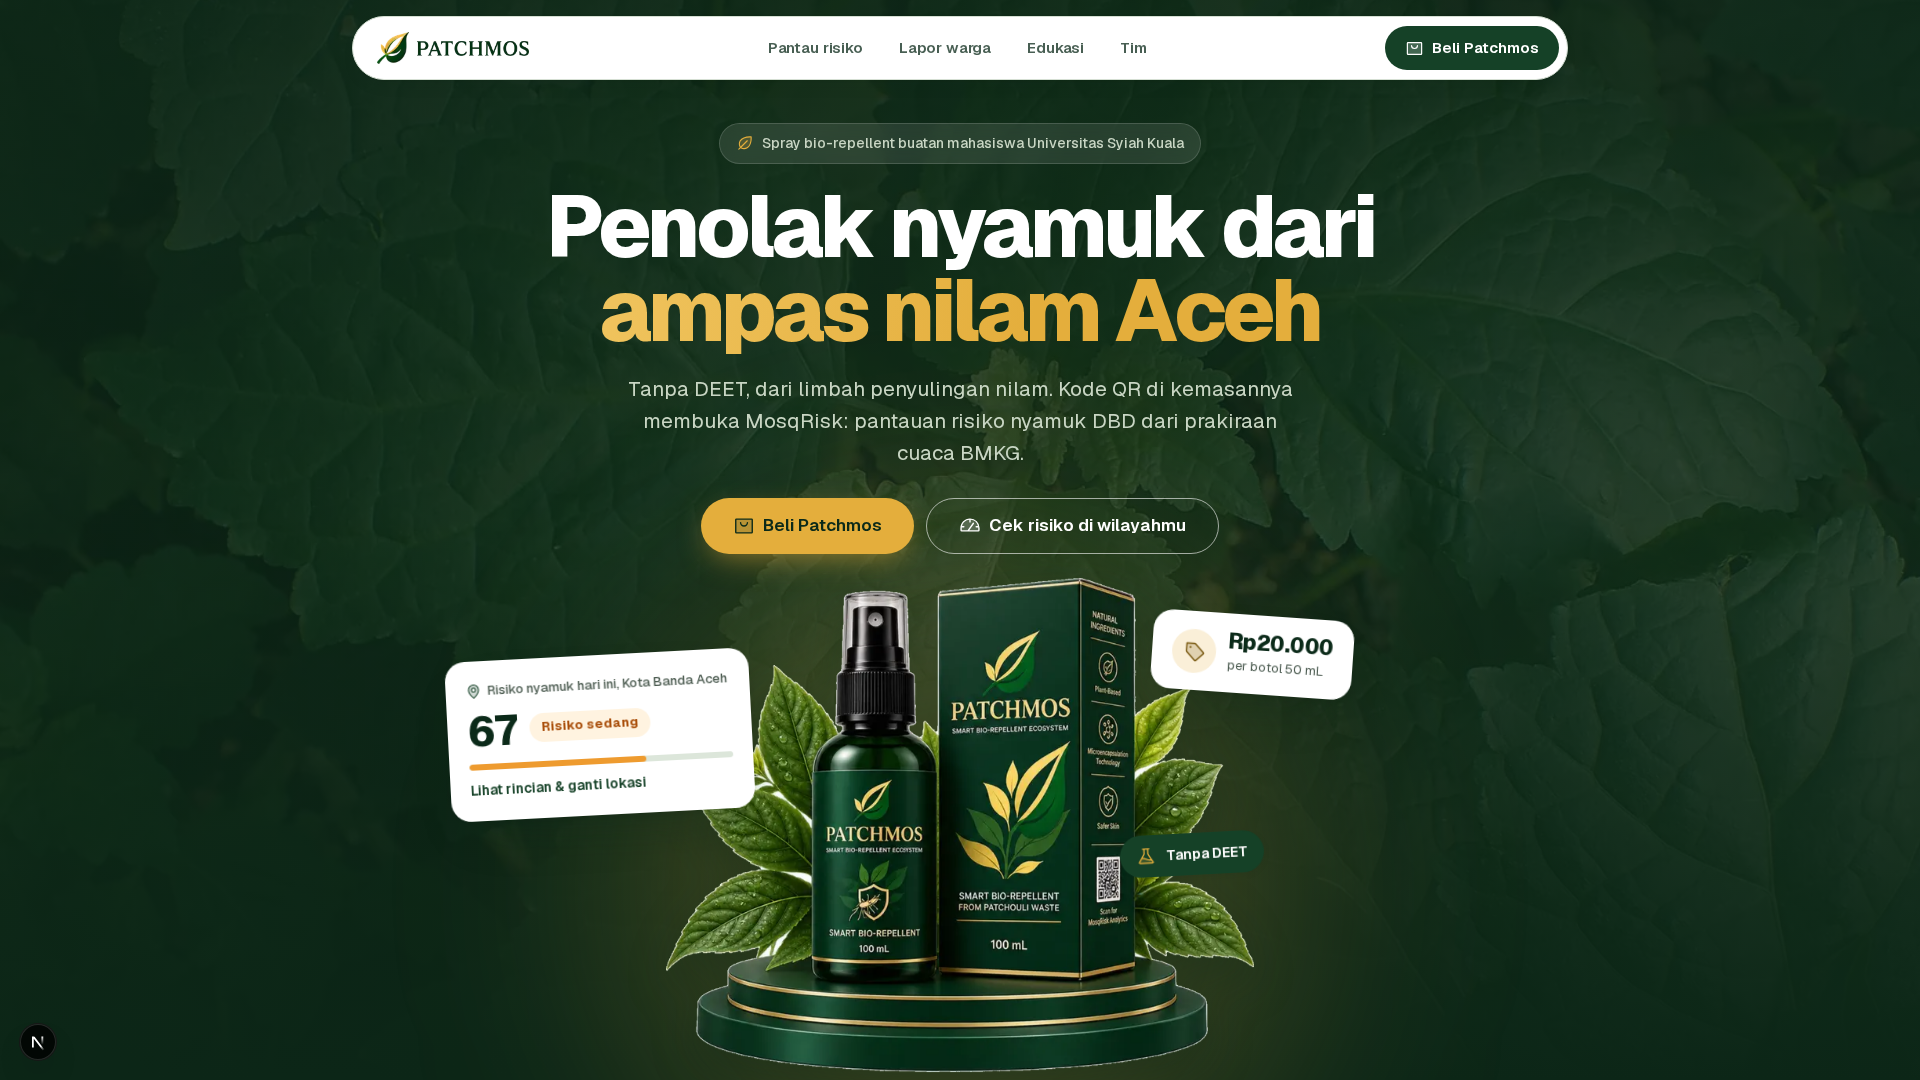 PATCHMOS
Pantau risiko
Lapor warga
Edukasi
Tim
Beli Patchmos
Spray bio-repellent buatan mahasiswa Universitas Syiah Kuala
Penolak nyamuk dari
ampas nilam Aceh
Tanpa DEET, dari limbah penyulingan nilam. Kode QR di kemasannya
membuka MosqRisk: pantauan risiko nyamuk DBD dari prakiraan
cuaca BMKG.
Beli Patchmos
Cek risiko di wilayahmu
Risiko nyamuk hari ini, Kota Banda Aceh
67
Risiko sedang
Lihat rincian & ganti lokasi
PATCHMOS
SMART BIO-REPELLENT ECOSYSTEM
SMART BIO-REPELLENT
100 mL
PATCHMOS
SMART BIO-REPELLENT ECOSYSTEM
SMART BIO-REPELLENT
FROM PATCHOULI WASTE
100 mL
NATURAL
INGREDIENTS
Plant-Based
Microencapsulation
Technology
Safer Skin
Scan for
MosqRisk Analytics
Rp20.000
per botol 50 mL
Tanpa DEET
N